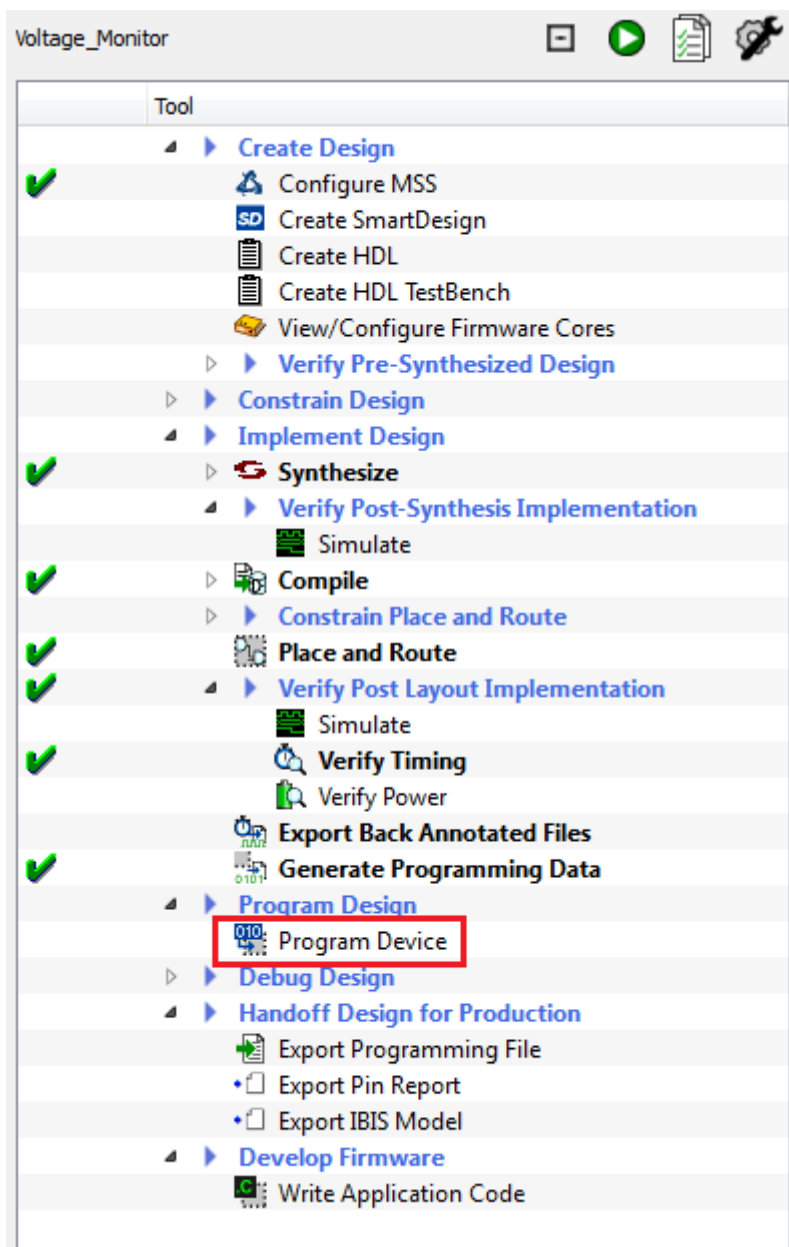 Voltage_Monitor
Tool
Create Design
Configure MSS
SD Create SmartDesign
Create HDL
Create HDL TestBench
View/Configure Firmware Cores
Verify Pre-Synthesized Design
Constrain Design
Implement Design
Synthesize
Verify Post-Synthesis Implementation
Simulate
Compile
Constrain Place and Route
Place and Route
Verify Post Layout Implementation
Simulate
Verify Timing
Verify Power
Export Back Annotated Files
Generate Programming Data
Program Design
010 Program Device
Debug Design
Handoff Design for Production
Export Programming File
Export Pin Report
Export IBIS Model
Develop Firmware
.C Write Application Code